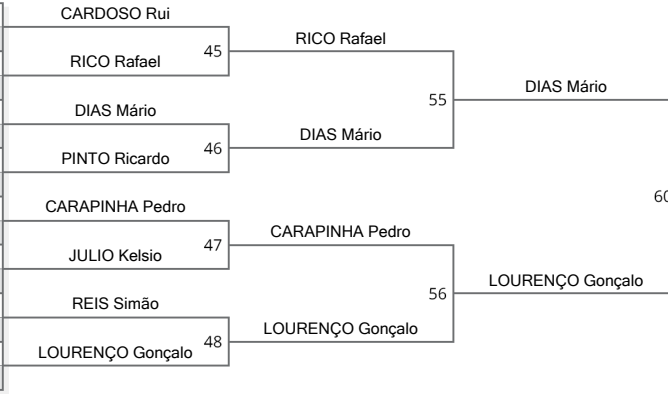 CARDOSO Rui
RICO Rafael
45
RICO Rafael
DIAS Mário
PINTO Ricardo
46
DIAS Mário
55
DIAS Mário
CARAPINHA Pedro
JULIO Kelsio
47
CARAPINHA Pedro
REIS Simão
LOURENÇO Gonçalo
48
LOURENÇO Gonçalo
56
LOURENÇO Gonçalo
60